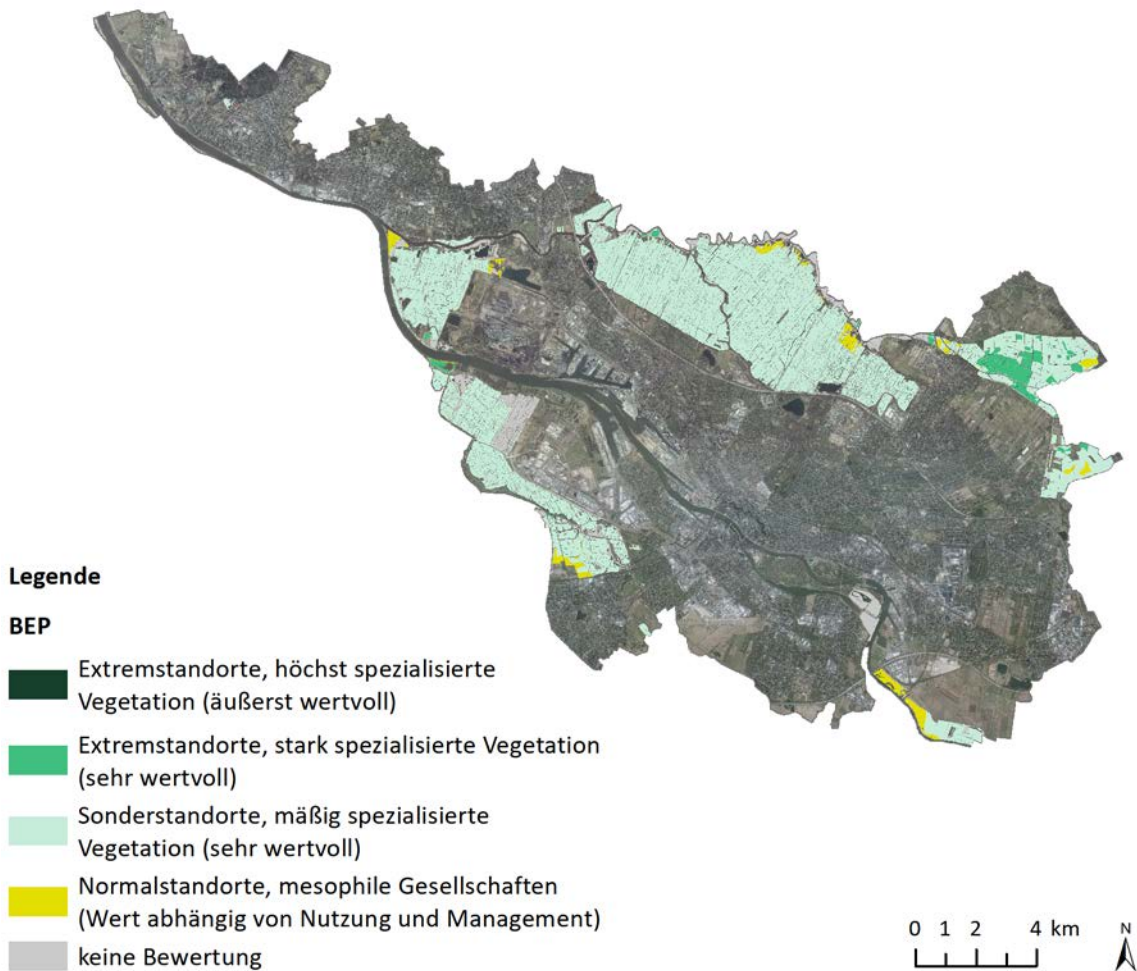 Legende
BEP
Extremstandorte, höchst spezialisierte
Vegetation (äußerst wertvoll)
Extremstandorte, stark spezialisierte Vegetation
(sehr wertvoll)
Sonderstandorte, mäßig spezialisierte
Vegetation (sehr wertvoll)
Normalstandorte, mesophile Gesellschaften
(Wert abhängig von Nutzung und Management)
keine Bewertung
0 1 2 4 km
N